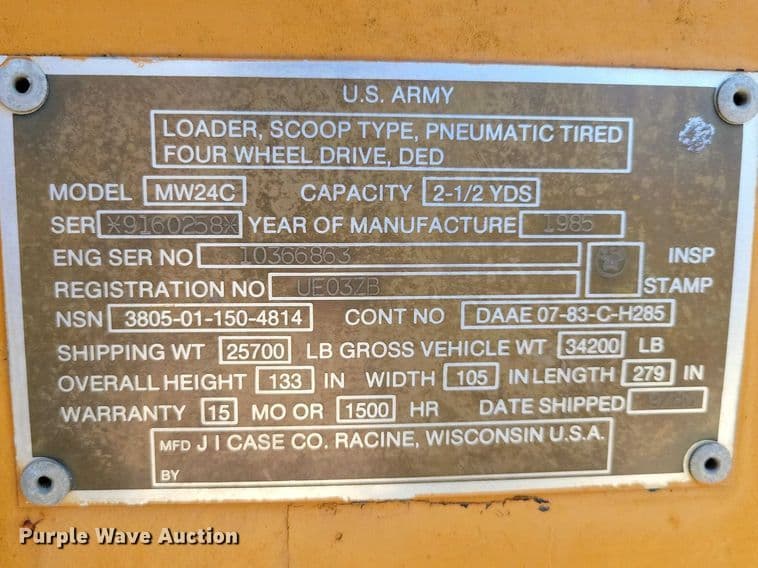 U.S. ARMY
LOADER, SCOOP TYPE, PNEUMATIC TIRED
FOUR WHEEL DRIVE, DED
MODEL MW24C CAPACITY 2-1/2 YDS
SER *9160258* YEAR OF MANUFACTURE 1985
ENG SER NO 10366863 INSP
REGISTRATION NO UE03ZB STAMP
NSN 3805-01-150-4814 CONT NO DAAE 07-83-C-H285
SHIPPING WT 25700 LB GROSS VEHICLE WT 34200 LB
OVERALL HEIGHT 133 IN WIDTH 105 IN LENGTH 279 IN
WARRANTY 15 MO OR 1500 HR DATE SHIPPED
MFD J I CASE CO. RACINE, WISCONSIN U.S.A.
BY
Purple Wave Auction